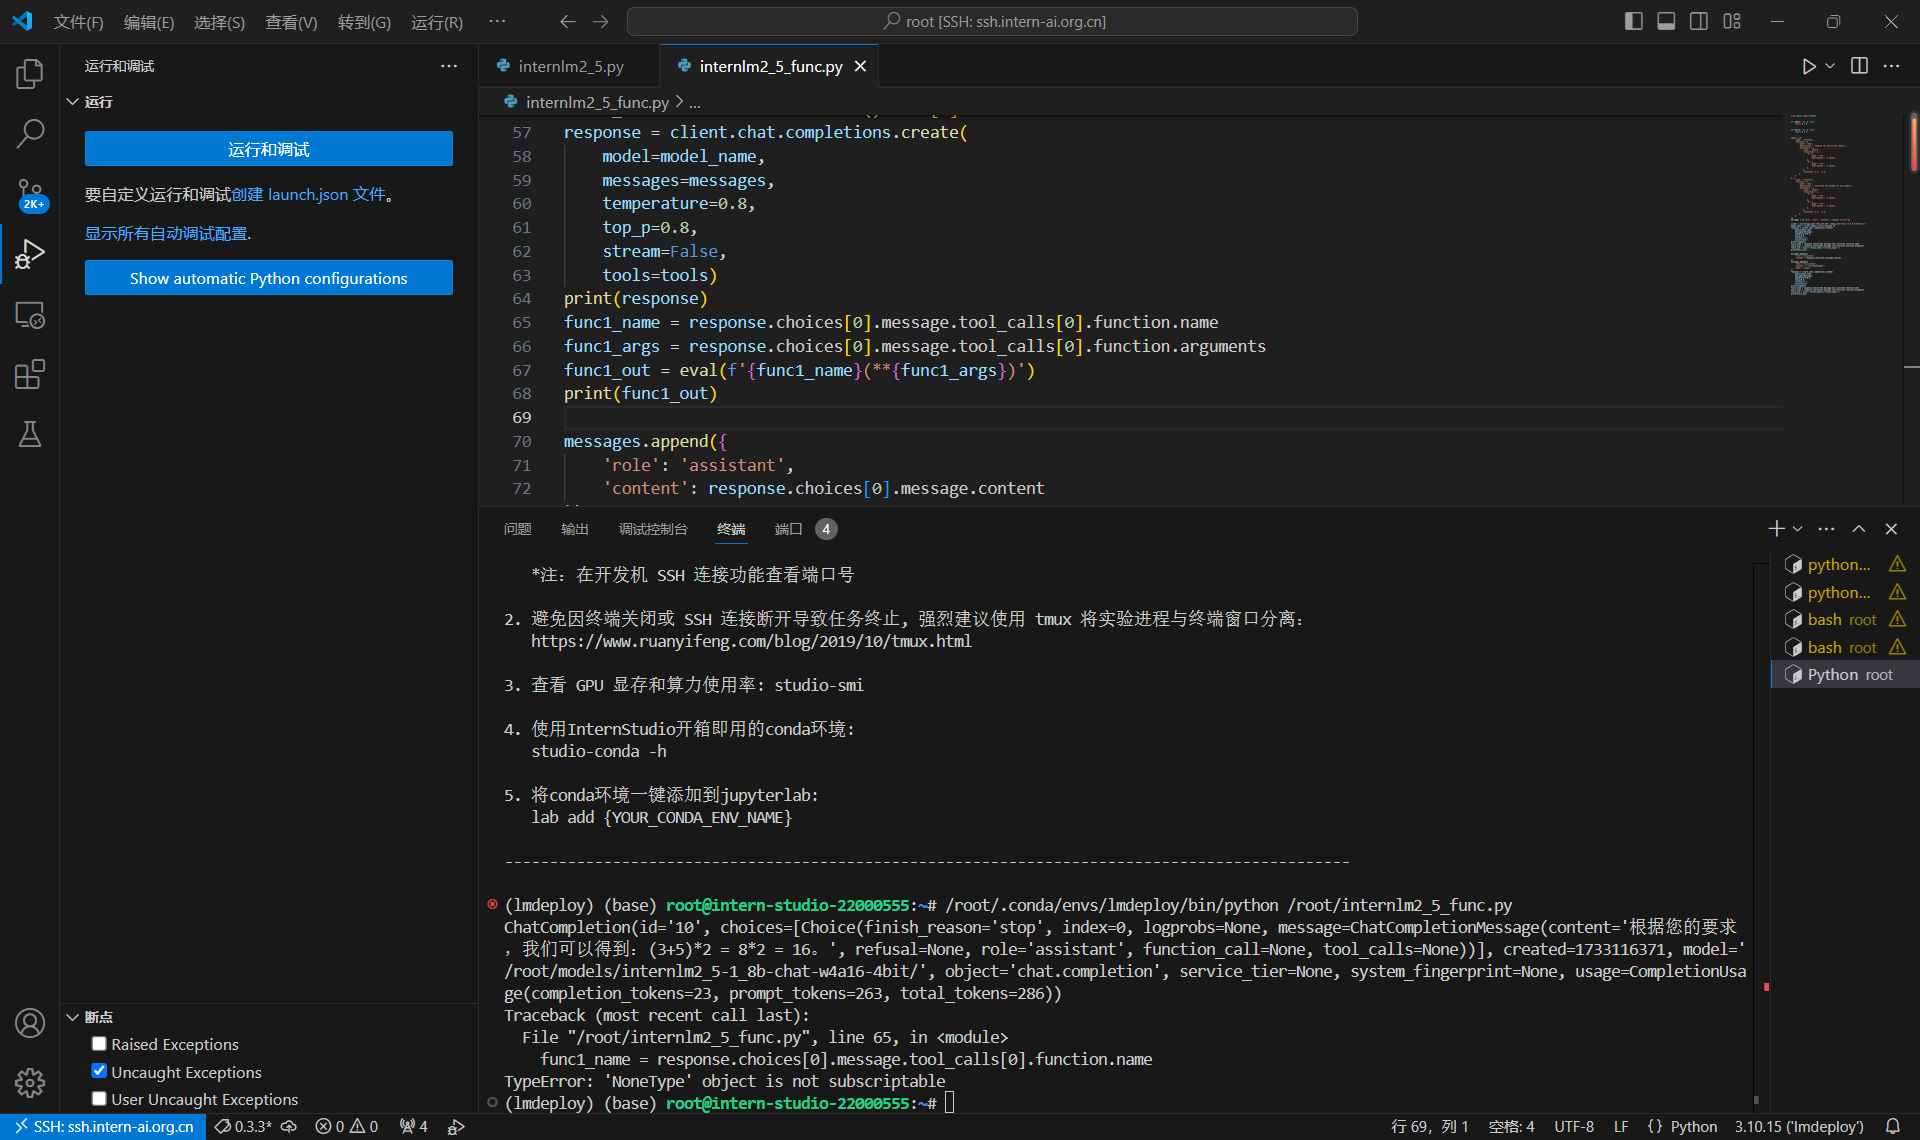 文件(F) 编辑(E) 选择(S) 查看(V) 转到(G) 运行(R) ··· root [SSH: ssh.intern-ai.org.cn]
运行和调试
运行
运行和调试
要自定义运行和调试创建 launch.json 文件。
显示所有自动调试配置.
Show automatic Python configurations
2K+
断点
Raised Exceptions
Uncaught Exceptions
User Uncaught Exceptions
internlm2_5.py internlm2_5_func.py
internlm2_5_func.py > ...
57 response = client.chat.completions.create(
58 model=model_name,
59 messages=messages,
60 temperature=0.8,
61 top_p=0.8,
62 stream=False,
63 tools=tools)
64 print(response)
65 func1_name = response.choices[0].message.tool_calls[0].function.name
66 func1_args = response.choices[0].message.tool_calls[0].function.arguments
67 func1_out = eval(f'{func1_name}(**{func1_args})')
68 print(func1_out)
69
70 messages.append({
71 'role': 'assistant',
72 'content': response.choices[0].message.content
问题 输出 调试控制台 终端 端口 4
*注: 在开发机 SSH 连接功能查看端口号
2. 避免因终端关闭或 SSH 连接断开导致任务终止, 强烈建议使用 tmux 将实验进程与终端窗口分离:
https://www.ruanyifeng.com/blog/2019/10/tmux.html
3. 查看 GPU 显存和算力使用率: studio-smi
4. 使用InternStudio开箱即用的conda环境:
studio-conda -h
5. 将conda环境一键添加到jupyterlab:
lab add {YOUR_CONDA_ENV_NAME}
----------------------------------------------------------------------------------------------
(lmdeploy) (base) root@intern-studio-22000555:~# /root/.conda/envs/lmdeploy/bin/python /root/internlm2_5_func.py
ChatCompletion(id='10', choices=[Choice(finish_reason='stop', index=0, logprobs=None, message=ChatCompletionMessage(content='根据您的要求
，我们可以得到：(3+5)*2 = 8*2 = 16。', refusal=None, role='assistant', function_call=None, tool_calls=None))], created=1733116371, model='
/root/models/internlm2_5-1_8b-chat-w4a16-4bit/', object='chat.completion', service_tier=None, system_fingerprint=None, usage=CompletionUsa
ge(completion_tokens=23, prompt_tokens=263, total_tokens=286))
Traceback (most recent call last):
File "/root/internlm2_5_func.py", line 65, in <module>
func1_name = response.choices[0].message.tool_calls[0].function.name
TypeError: 'NoneType' object is not subscriptable
(lmdeploy) (base) root@intern-studio-22000555:~#
python...
python...
bash root
bash root
Python root
SSH: ssh.intern-ai.org.cn 0.3.3* 0 0 4 行 69，列 1 空格: 4 UTF-8 LF {} Python 3.10.15 ('lmdeploy')